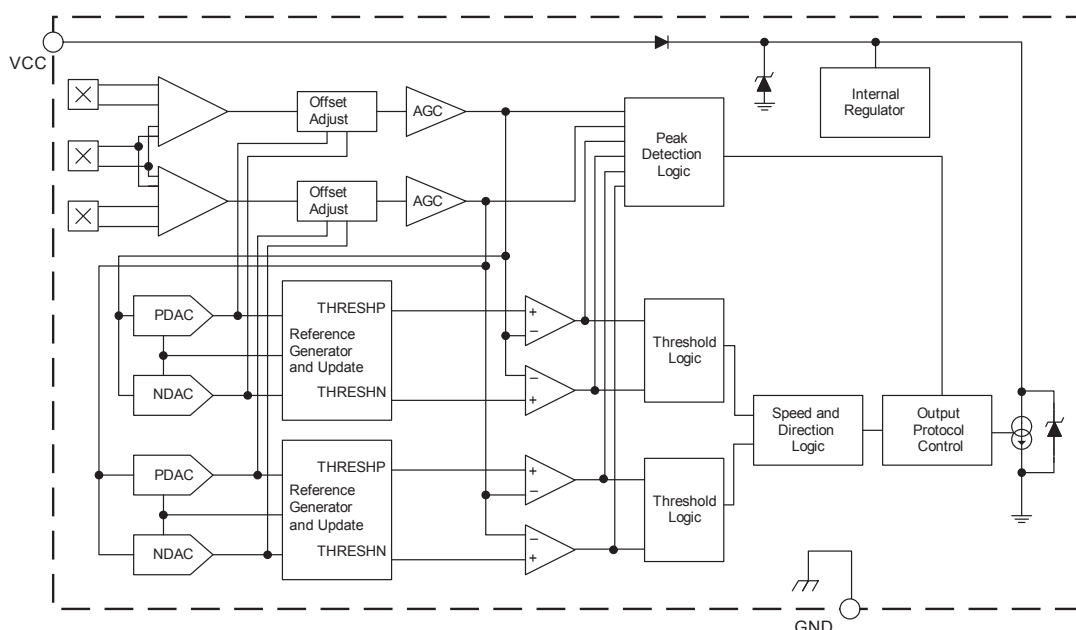 VCC
Offset
Adjust
AGC
Peak
Detection
Logic
Internal
Regulator
Offset
Adjust
AGC
PDAC
NDAC
THRESHP
Reference
Generator
and Update
THRESHN
+
−
−
+
Threshold
Logic
PDAC
NDAC
THRESHP
Reference
Generator
and Update
THRESHN
+
−
−
+
Threshold
Logic
Speed and
Direction
Logic
Output
Protocol
Control
GND